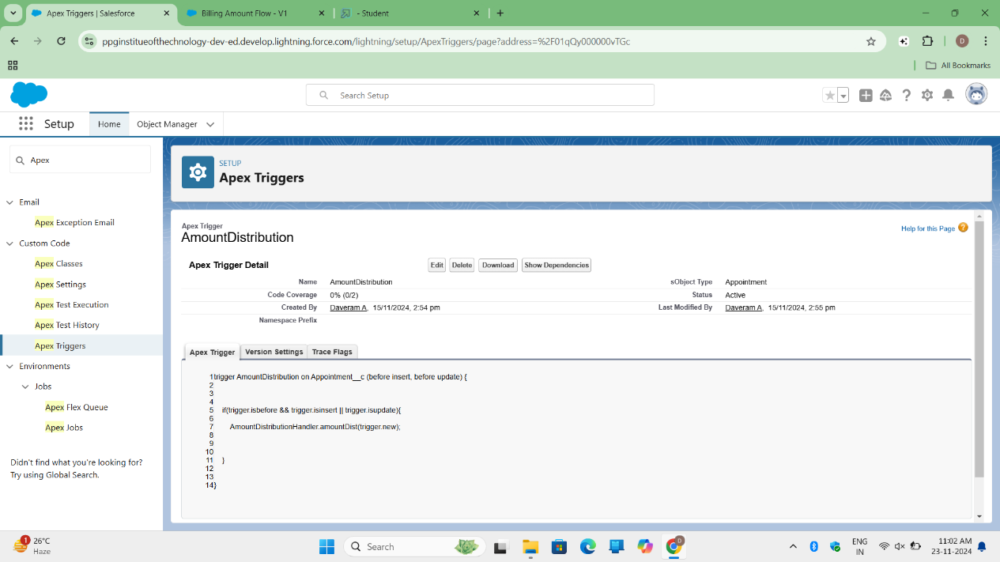 Apex Triggers | Salesforce
Billing Amount Flow - V1
- Student
ppginstitueofthechnology-dev-ed.develop.lightning.force.com/lightning/setup/ApexTriggers/page?address=%2F01qQy000000vTGc
D
All Bookmarks
Search Setup
Setup
Home
Object Manager
Apex
Email
Apex Exception Email
Custom Code
Apex Classes
Apex Settings
Apex Test Execution
Apex Test History
Apex Triggers
Environments
Jobs
Apex Flex Queue
Apex Jobs
Didn't find what you're looking for?
Try using Global Search.
SETUP
Apex Triggers
Apex Trigger
AmountDistribution
Help for this Page ?
Apex Trigger Detail
Edit Delete Download Show Dependencies
Name AmountDistribution sObject Type Appointment
Code Coverage 0% (0/2) Status Active
Created By Daveram A, 15/11/2024, 2:54 pm Last Modified By Daveram A, 15/11/2024, 2:55 pm
Namespace Prefix
Apex Trigger Version Settings Trace Flags
1 trigger AmountDistribution on Appointment__c (before insert, before update) {
2
3
4
5 if(trigger.isbefore && trigger.isinsert || trigger.isupdate){
6
7 AmountDistributionHandler.amountDist(trigger.new);
8
9
10
11 }
12
13
14 }
1
26°C
Haze
Search
D
ENG
IN
11:02 AM
23-11-2024